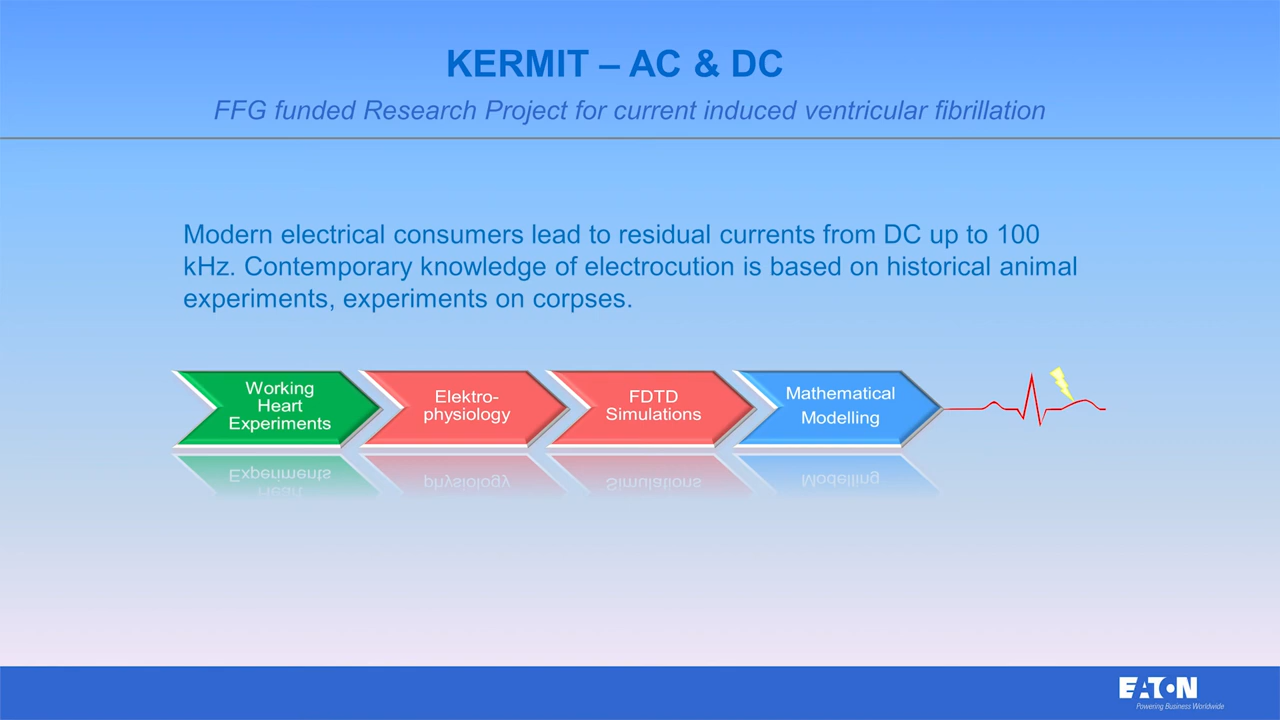 KERMIT – AC & DC
FFG funded Research Project for current induced ventricular fibrillation
Modern electrical consumers lead to residual currents from DC up to 100
kHz. Contemporary knowledge of electrocution is based on historical animal
experiments, experiments on corpses.
Working
Heart
Experiments
Elektro-
physiology
FDTD
Simulations
Mathematical
Modelling
EATON
Powering Business Worldwide